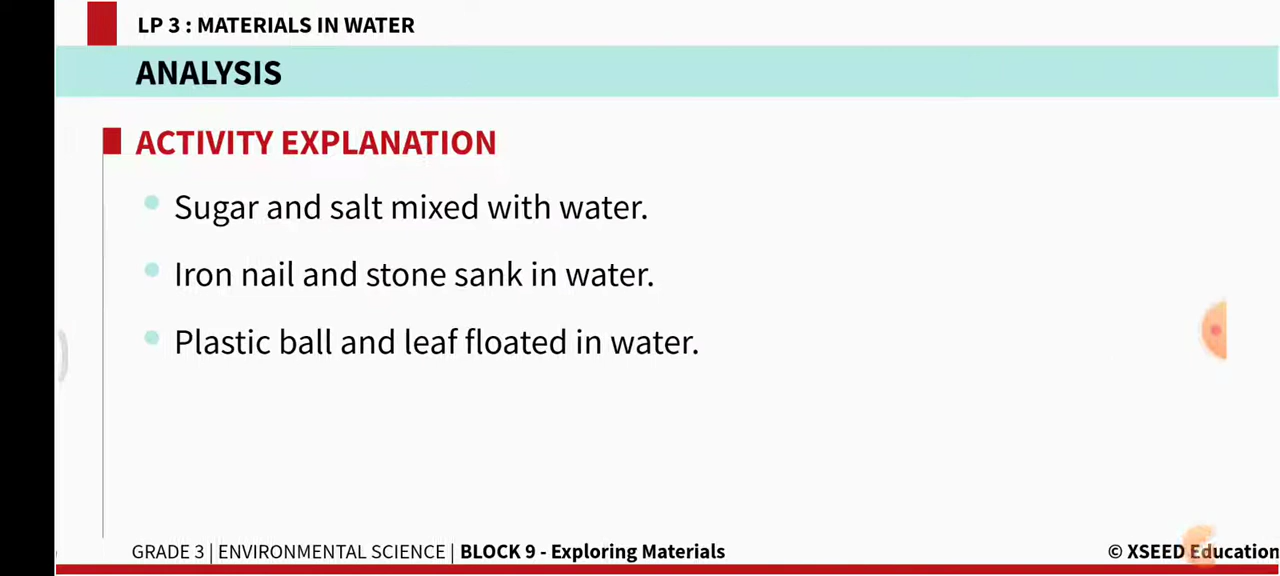 LP 3 : MATERIALS IN WATER
ANALYSIS
ACTIVITY EXPLANATION
Sugar and salt mixed with water.
Iron nail and stone sank in water.
Plastic ball and leaf floated in water.
GRADE 3 | ENVIRONMENTAL SCIENCE | BLOCK 9 - Exploring Materials
© XSEED Education